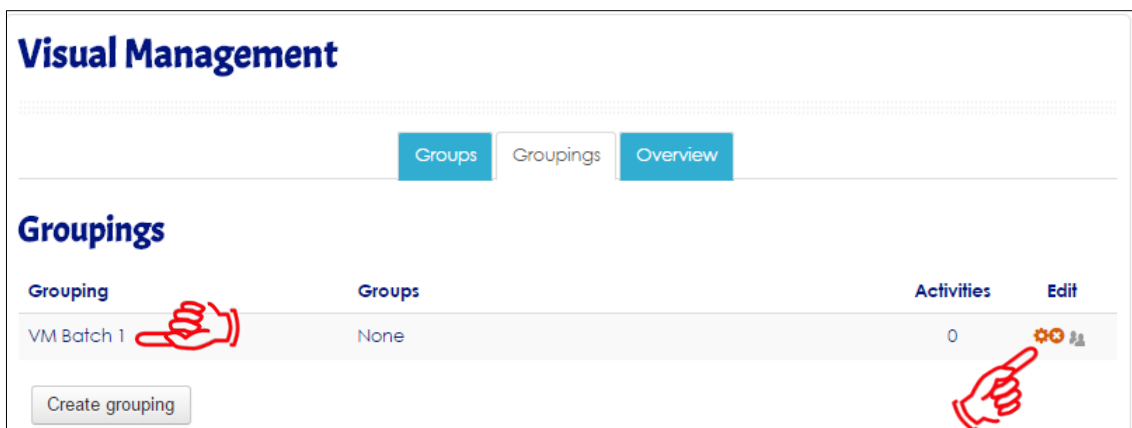 Visual Management
Groups Groupings Overview
Groupings
Grouping Groups Activities Edit
VM Batch 1 None 0
Create grouping